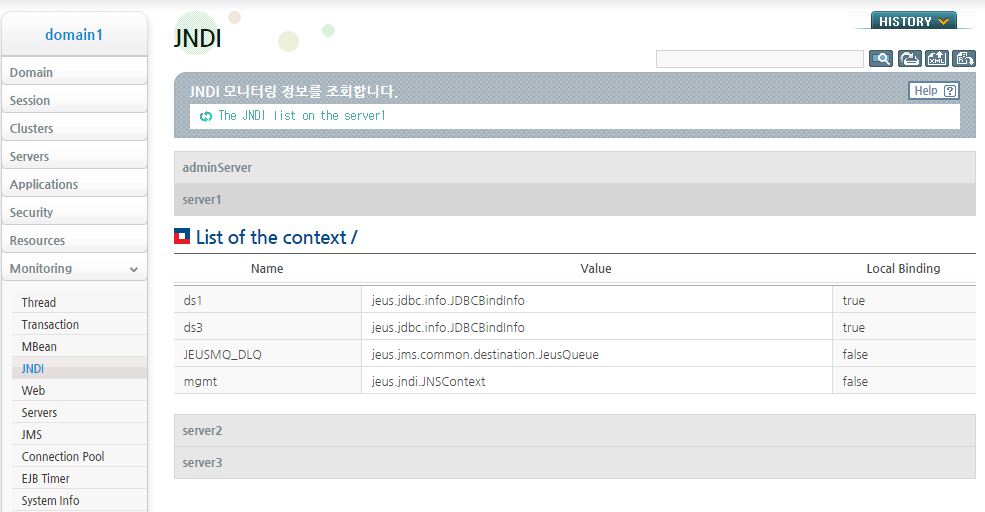 domain1
Domain
Session
Clusters
Servers
Applications
Security
Resources
Monitoring
Thread
Transaction
MBean
JNDI
Web
Servers
JMS
Connection Pool
EJB Timer
System Info
JNDI
HISTORY
JNDI 모니터링 정보를 조회합니다.
Help ?
The JNDI list on the server1
adminServer
server1
List of the context /
Name Value Local Binding
ds1 jeus.jdbc.info.JDBCBindInfo true
ds3 jeus.jdbc.info.JDBCBindInfo true
JEUSMQ_DLQ jeus.jms.common.destination.JeusQueue false
mgmt jeus.jndi.JNSContext false
server2
server3